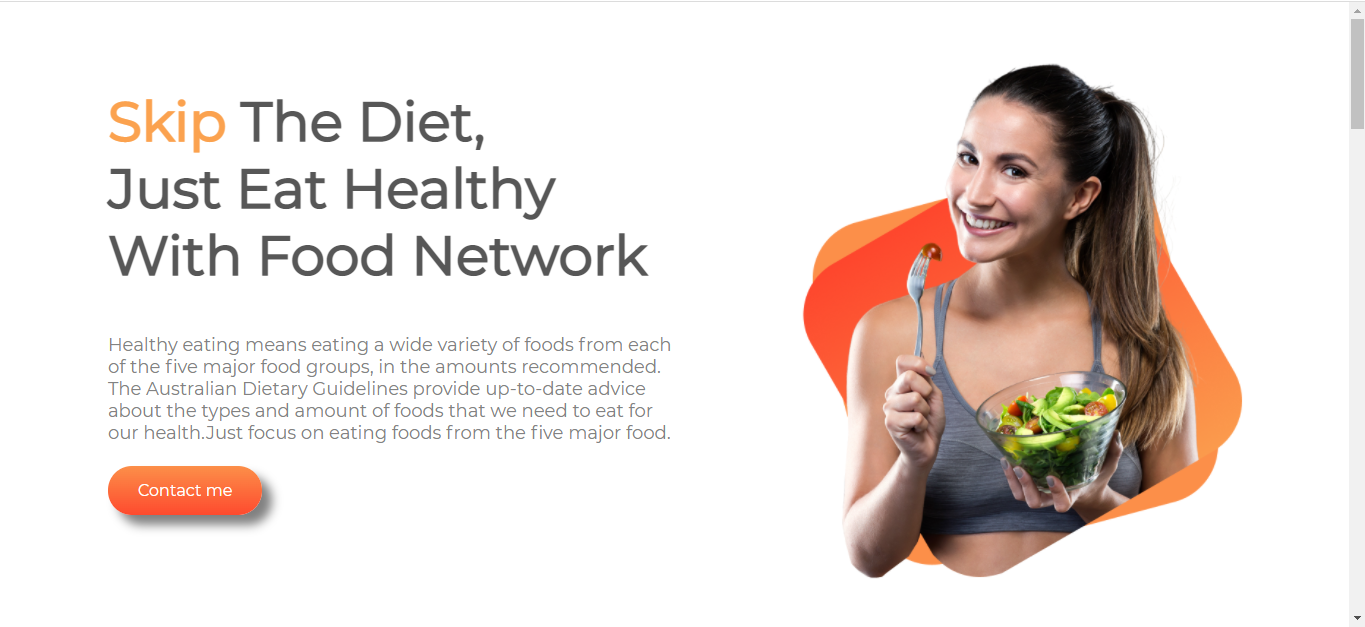 Skip The Diet,
Just Eat Healthy
With Food Network
Healthy eating means eating a wide variety of foods from each
of the five major food groups, in the amounts recommended.
The Australian Dietary Guidelines provide up-to-date advice
about the types and amount of foods that we need to eat for
our health.Just focus on eating foods from the five major food.
Contact me